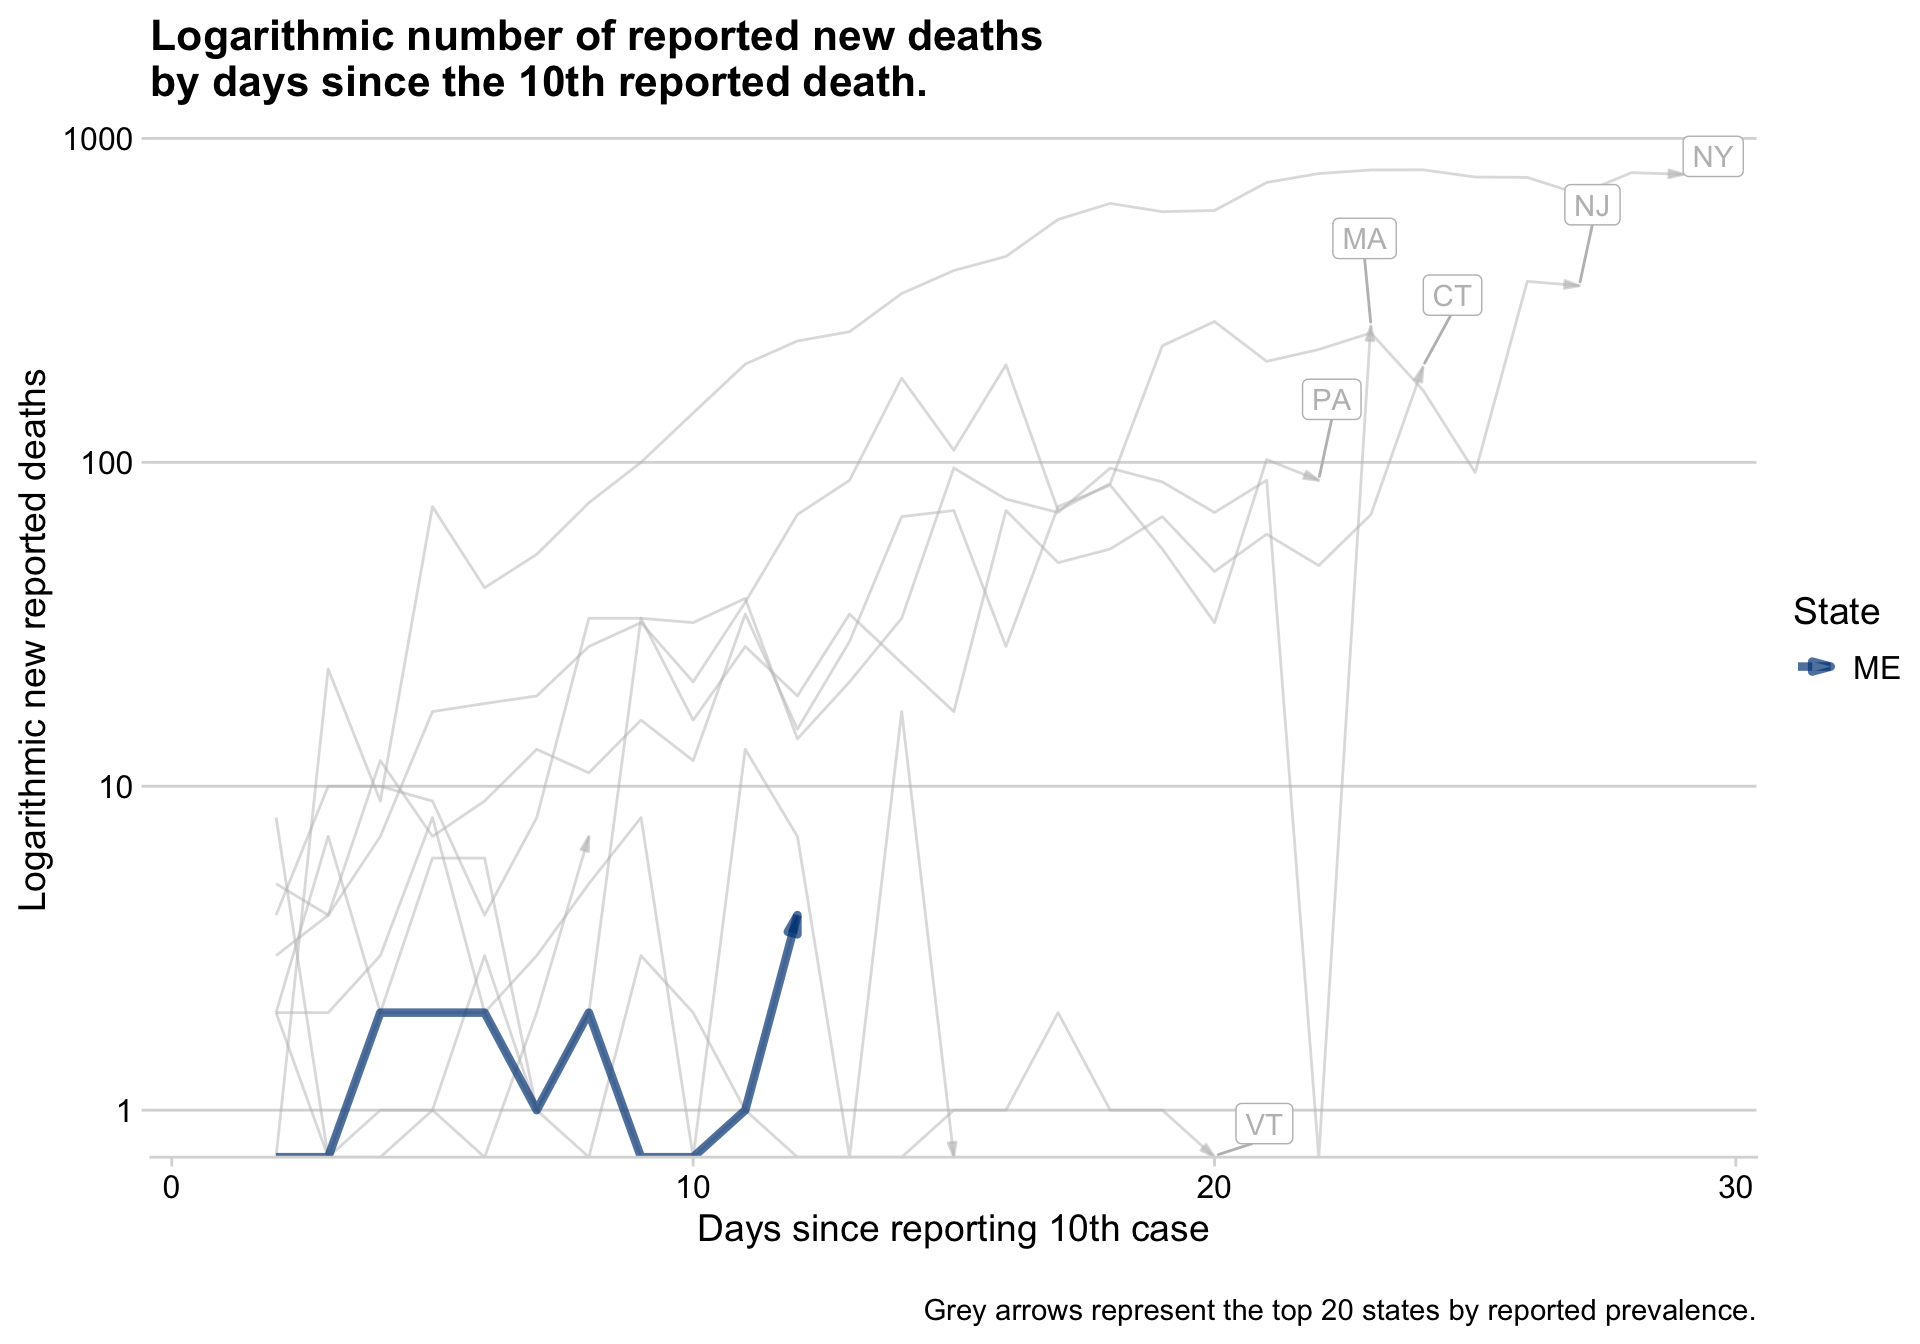 Logarithmic number of reported new deaths
by days since the 10th reported death.
1000
NY
NJ
MA
CT
Logarithmic new reported deaths
PA
100
State
ME
10
1
VT
0
10
20
30
Days since reporting 10th case
Grey arrows represent the top 20 states by reported prevalence.